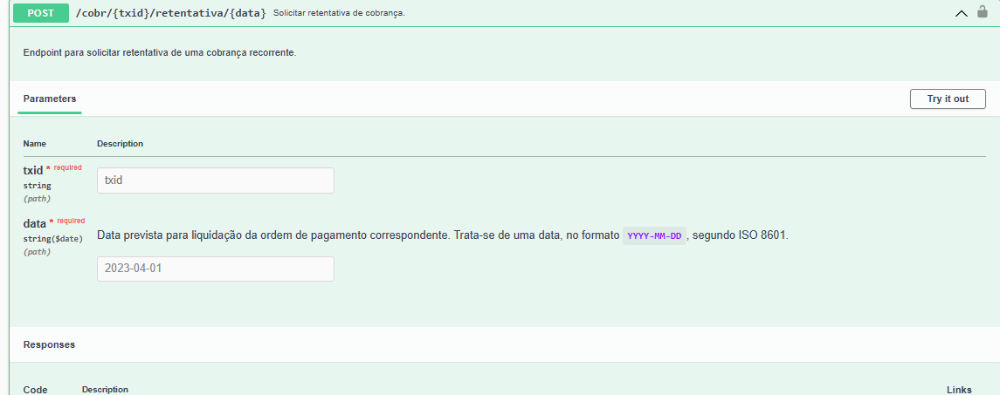 POST /cobr/{txid}/retentativa/{data} Solicitar retentativa de cobrança.
Endpoint para solicitar retentativa de uma cobrança recorrente.
Parameters
Try it out
Name Description
txid * required
string
(path)
txid
data * required
string($date)
(path)
Data prevista para liquidação da ordem de pagamento correspondente. Trata-se de uma data, no formato YYYY-MM-DD, segundo ISO 8601.
2023-04-01
Responses
Code Description Links